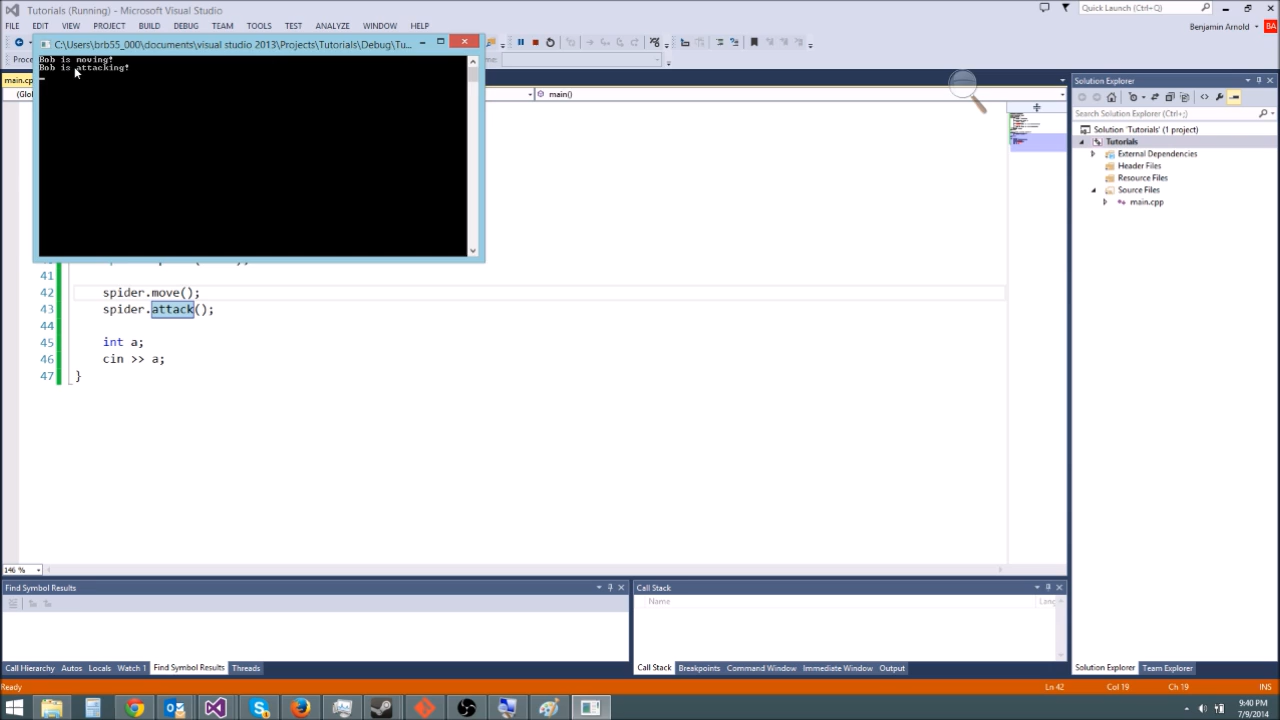 Tutorials (Running) - Microsoft Visual Studio
Quick Launch (Ctrl+;)
FILE EDIT VIEW PROJECT BUILD DEBUG TEAM TOOLS TEST ANALYZE WINDOW HELP
Benjamin Arnold
BA
C:\Users\brb55_000\documents\visual studio 2013\Projects\Tutorials\Debug\Tu...
Bob is moving!
Bob is attacking!
main()
41
42 spider.move();
43 spider.attack();
44
45 int a;
46 cin >> a;
47 }
Solution Explorer
Search Solution Explorer (Ctrl+;)
Solution 'Tutorials' (1 project)
Tutorials
External Dependencies
Header Files
Resource Files
Source Files
main.cpp
146 %
Find Symbol Results
Call Stack
Name
Call Hierarchy Autos Locals Watch 1 Find Symbol Results Threads
Call Stack Breakpoints Command Window Immediate Window Output
Solution Explorer Team Explorer
Ready
Ln 42 Col 19 Ch 19 INS
9:40 PM
7/9/2014